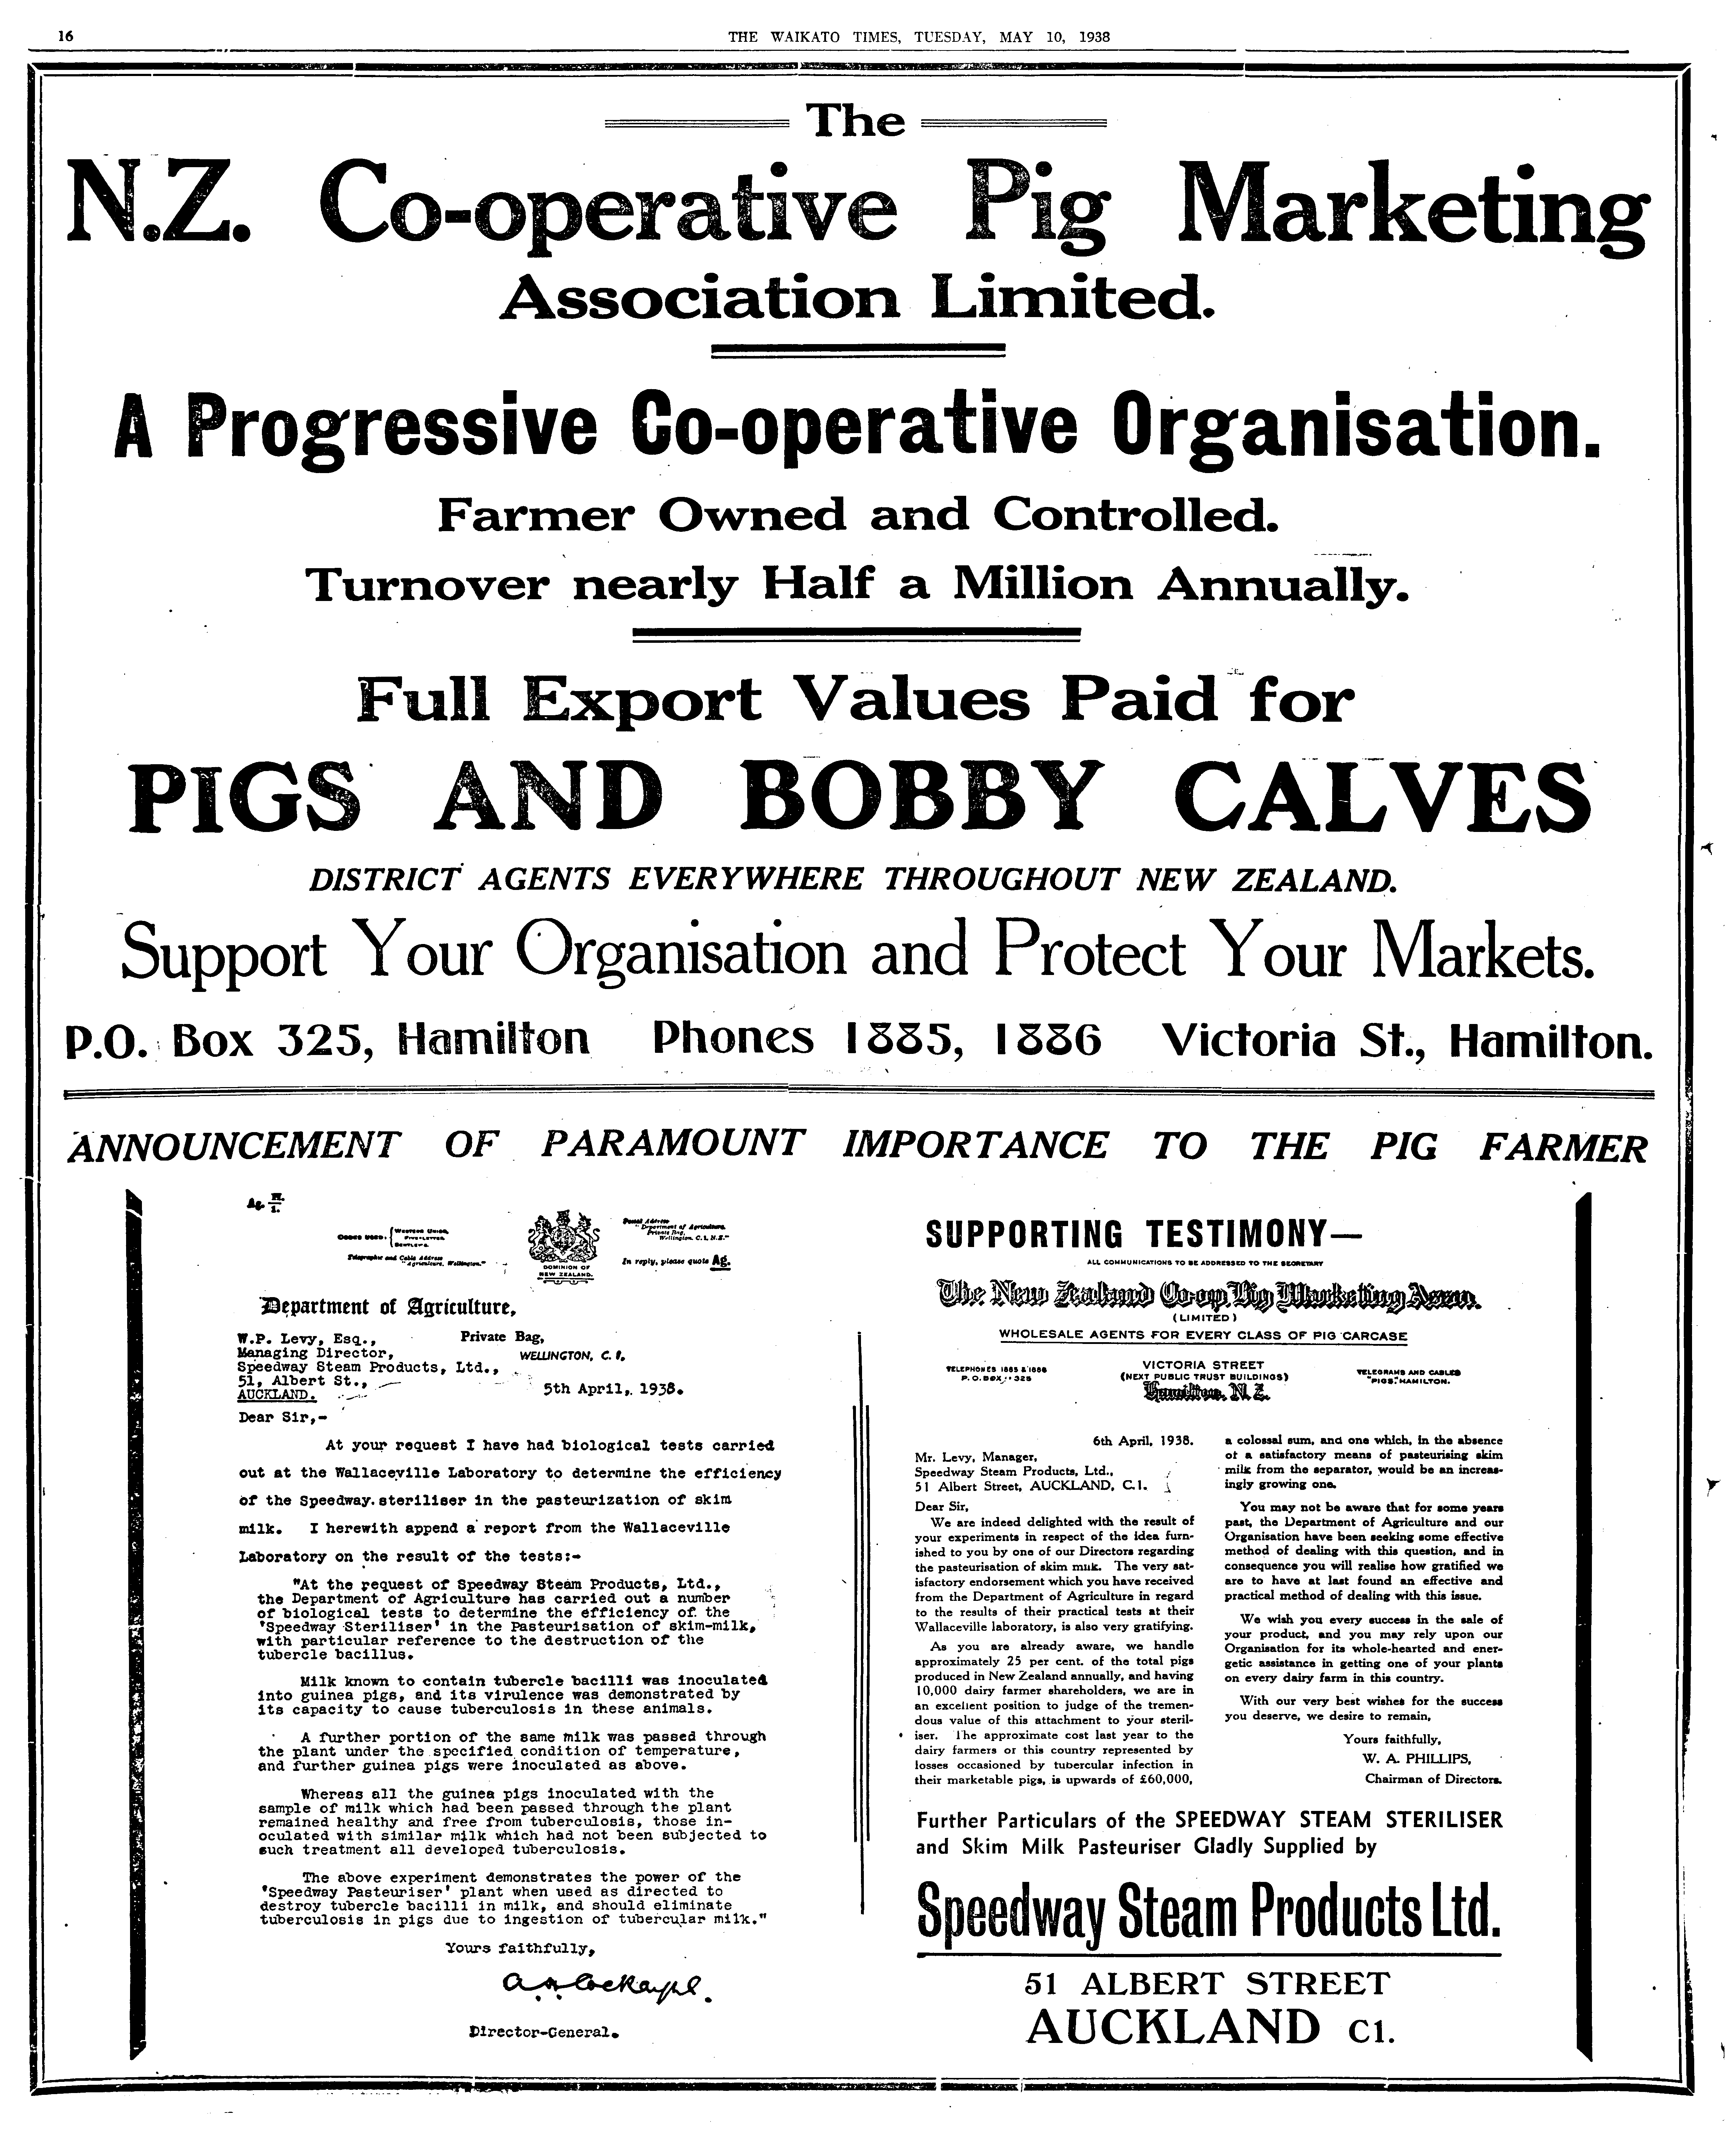 16
THE WAIKATO TIMES, TUESDAY, MAY 10, 1938
The
N.Z. Co-operative Pig Marketing
Association Limited.
A Progressive Co-operative Organisation.
Farmer Owned and Controlled.
Turnover nearly Half a Million Annually.
Full Export Values Paid for
PIGS AND BOBBY CALVES
DISTRICT AGENTS EVERYWHERE THROUGHOUT NEW ZEALAND.
Support Your Organisation and Protect Your Markets.
P.O. Box 325, Hamilton Phones 1885, 1886 Victoria St., Hamilton.
ANNOUNCEMENT OF PARAMOUNT IMPORTANCE TO THE PIG FARMER
Ag.
CODES USED:
WESTERN UNION,
FIVE-LETTER,
BENTLEY'S.
Telegraphic and Cable Address
"Agriculture, Wellington."
DOMINION OF
NEW ZEALAND.
Postal Address
"Department of Agriculture,
Private Bag,
Wellington, C. 1, N.Z."
In reply, please quote Ag.
Department of Agriculture,
W.P. Levy, Esq., Private Bag,
Managing Director, WELLINGTON, C. 1.
Speedway Steam Products, Ltd.,
51, Albert St., 5th April, 1938.
AUCKLAND.
Dear Sir,-
At your request I have had biological tests carried
out at the Wallaceville Laboratory to determine the efficiency
of the Speedway steriliser in the pasteurization of skim
milk. I herewith append a report from the Wallaceville
Laboratory on the result of the tests:-
"At the request of Speedway Steam Products, Ltd.,
the Department of Agriculture has carried out a number
of biological tests to determine the efficiency of the
'Speedway Steriliser' in the Pasteurisation of skim-milk,
with particular reference to the destruction of the
tubercle bacillus.
Milk known to contain tubercle bacilli was inoculated
into guinea pigs, and its virulence was demonstrated by
its capacity to cause tuberculosis in these animals.
A further portion of the same milk was passed through
the plant under the specified condition of temperature,
and further guinea pigs were inoculated as above.
Whereas all the guinea pigs inoculated with the
sample of milk which had been passed through the plant
remained healthy and free from tuberculosis, those in-
oculated with similar milk which had not been subjected to
such treatment all developed tuberculosis.
The above experiment demonstrates the power of the
'Speedway Pasteuriser' plant when used as directed to
destroy tubercle bacilli in milk, and should eliminate
tuberculosis in pigs due to ingestion of tubercular milk."
Yours faithfully,
Director-General.
SUPPORTING TESTIMONY—
ALL COMMUNICATIONS TO BE ADDRESSED TO THE SECRETARY
The New Zealand Co-op. Pig Marketing Assn.
(LIMITED)
WHOLESALE AGENTS FOR EVERY CLASS OF PIG CARCASE
TELEPHONES 1885 & 1886
P.O. BOX 325
VICTORIA STREET
(NEXT PUBLIC TRUST BUILDINGS)
Hamilton, N.Z.
TELEGRAMS AND CABLES
"PIGS," HAMILTON.
6th April, 1938.
Mr. Levy, Manager,
Speedway Steam Products, Ltd.,
51 Albert Street, AUCKLAND, C.1.
Dear Sir,
We are indeed delighted with the result of
your experiments in respect of the idea furn-
ished to you by one of our Directors regarding
the pasteurisation of skim milk. The very sat-
isfactory endorsement which you have received
from the Department of Agriculture in regard
to the results of their practical tests at their
Wallaceville laboratory, is also very gratifying.
As you are already aware, we handle
approximately 25 per cent. of the total pigs
produced in New Zealand annually, and having
10,000 dairy farmer shareholders, we are in
an excellent position to judge of the tremen-
dous value of this attachment to your steril-
iser. The approximate cost last year to the
dairy farmers of this country represented by
losses occasioned by tubercular infection in
their marketable pigs, is upwards of £60,000,
a colossal sum, and one which, in the absence
of a satisfactory means of pasteurising skim
milk from the separator, would be an increas-
ingly growing one.
You may not be aware that for some years
past, the Department of Agriculture and our
Organisation have been seeking some effective
method of dealing with this question, and in
consequence you will realise how gratified we
are to have at last found an effective and
practical method of dealing with this issue.
We wish you every success in the sale of
your product, and you may rely upon our
Organisation for its whole-hearted and ener-
getic assistance in getting one of your plants
on every dairy farm in this country.
With our very best wishes for the success
you deserve, we desire to remain,
Yours faithfully,
W. A. PHILLIPS,
Chairman of Directors.
Further Particulars of the SPEEDWAY STEAM STERILISER
and Skim Milk Pasteuriser Gladly Supplied by
Speedway Steam Products Ltd.
51 ALBERT STREET
AUCKLAND C1.